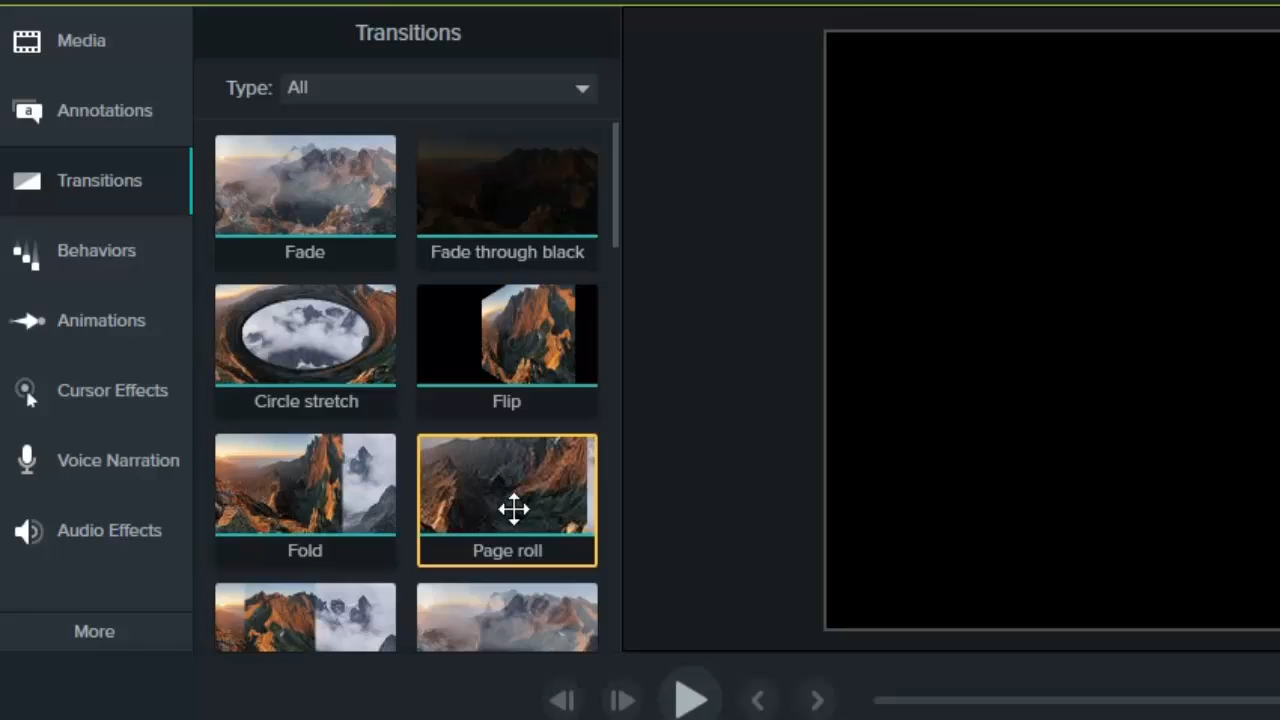 Media
Annotations
Transitions
Behaviors
Animations
Cursor Effects
Voice Narration
Audio Effects
More
Transitions
Type: All
Fade
Fade through black
Circle stretch
Flip
Fold
Page roll